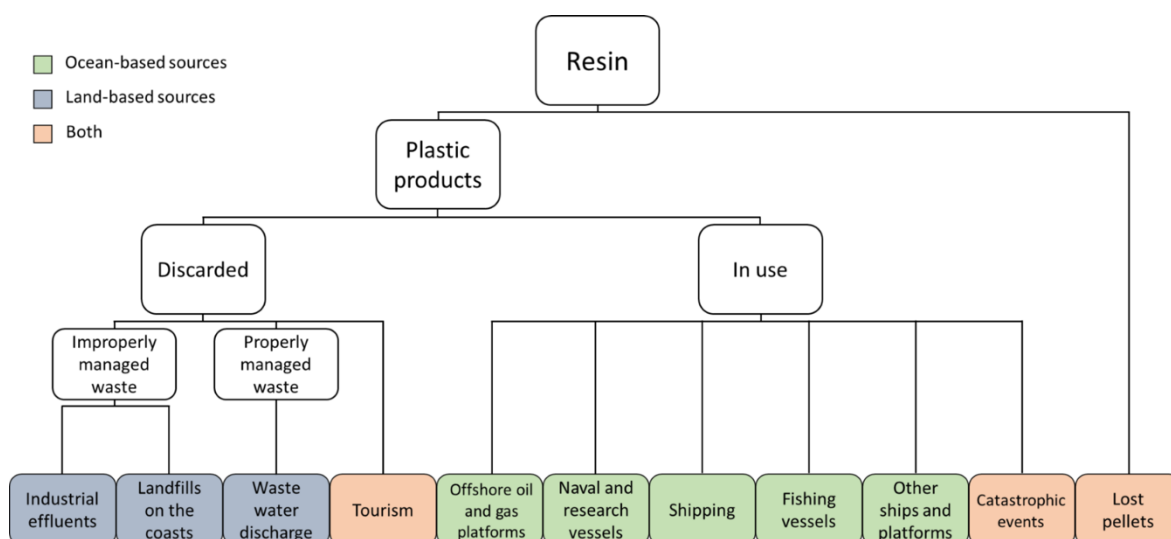 Ocean-based sources
Land-based sources
Both
Resin
Plastic
products
Discarded
In use
Improperly
managed
waste
Properly
managed
waste
Industrial
effluents
Landfills
on the
coasts
Waste
water
discharge
Tourism
Offshore oil
and gas
platforms
Naval and
research
vessels
Shipping
Fishing
vessels
Other
ships and
platforms
Catastrophic
events
Lost
pellets